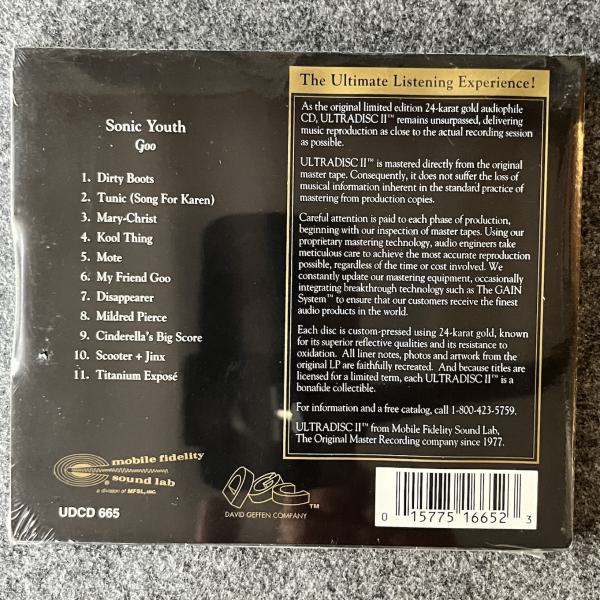 Sonic Youth
Goo
1. Dirty Boots
2. Tunic (Song For Karen)
3. Mary-Christ
4. Kool Thing
5. Mote
6. My Friend Goo
7. Disappearer
8. Mildred Pierce
9. Cinderella's Big Score
10. Scooter + Jinx
11. Titanium Exposé
The Ultimate Listening Experience!
As the original limited edition 24-karat gold audiophile
CD, ULTRADISC II™ remains unsurpassed, delivering
music reproduction as close to the actual recording session
as possible.
ULTRADISC II™ is mastered directly from the original
master tape. Consequently, it does not suffer the loss of
musical information inherent in the standard practice of
mastering from production copies.
Careful attention is paid to each phase of production,
beginning with our inspection of master tapes. Using our
proprietary mastering technology, audio engineers take
meticulous care to achieve the most accurate reproduction
possible, regardless of the time or cost involved. We
constantly update our mastering equipment, occasionally
integrating breakthrough technology such as The GAIN
System™ to ensure that our customers receive the finest
audio products in the world.
Each disc is custom-pressed using 24-karat gold, known
for its superior reflective qualities and its resistance to
oxidation. All liner notes, photos and artwork from the
original LP are faithfully recreated. And because titles are
licensed for a limited term, each ULTRADISC II™ is a
bonafide collectible.
For information and a free catalog, call 1-800-423-5759.
ULTRADISC II™ from Mobile Fidelity Sound Lab,
The Original Master Recording company since 1977.
mobile fidelity
sound lab
a division of MFSL, INC.
UDCD 665
DGC™
DAVID GEFFEN COMPANY
0 15775 16652 3